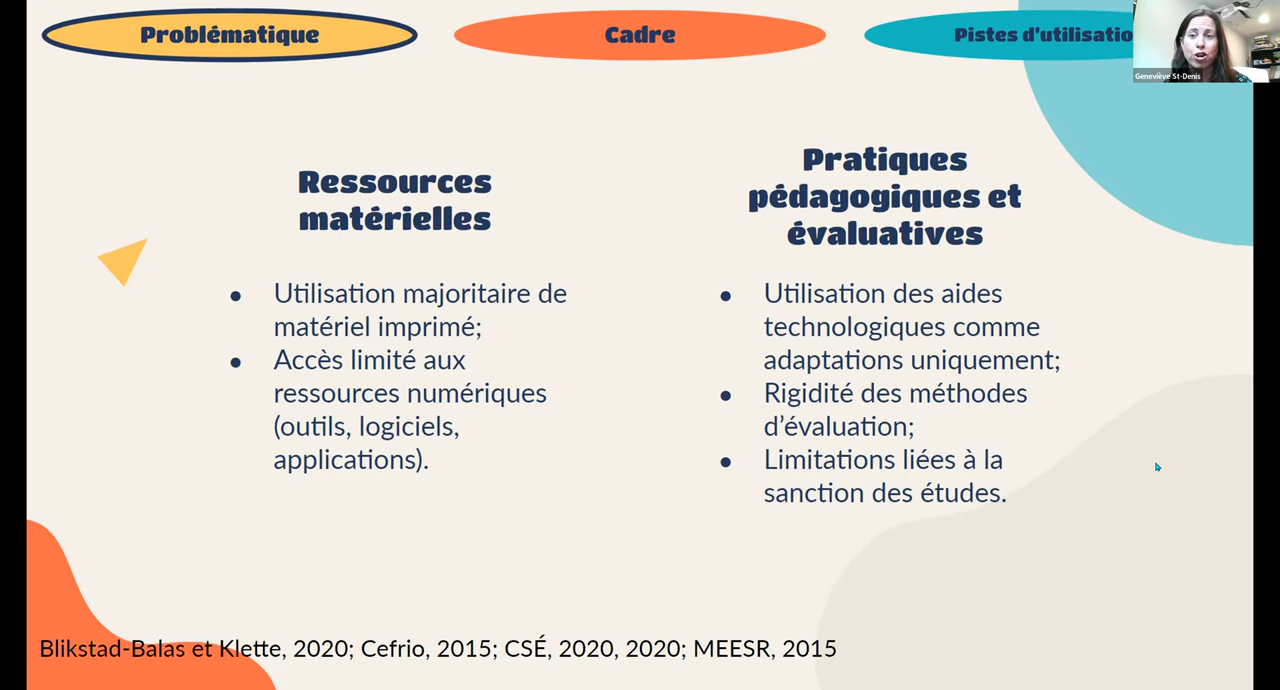 Problématique
Cadre
Pistes d'utilisatio
Geneviève St-Denis
Ressources
matérielles
● Utilisation majoritaire de
matériel imprimé;
● Accès limité aux
ressources numériques
(outils, logiciels,
applications).
Pratiques
pédagogiques et
évaluatives
● Utilisation des aides
technologiques comme
adaptations uniquement;
● Rigidité des méthodes
d’évaluation;
● Limitations liées à la
sanction des études.
Blikstad-Balas et Klette, 2020; Cefrio, 2015; CSÉ, 2020, 2020; MEESR, 2015